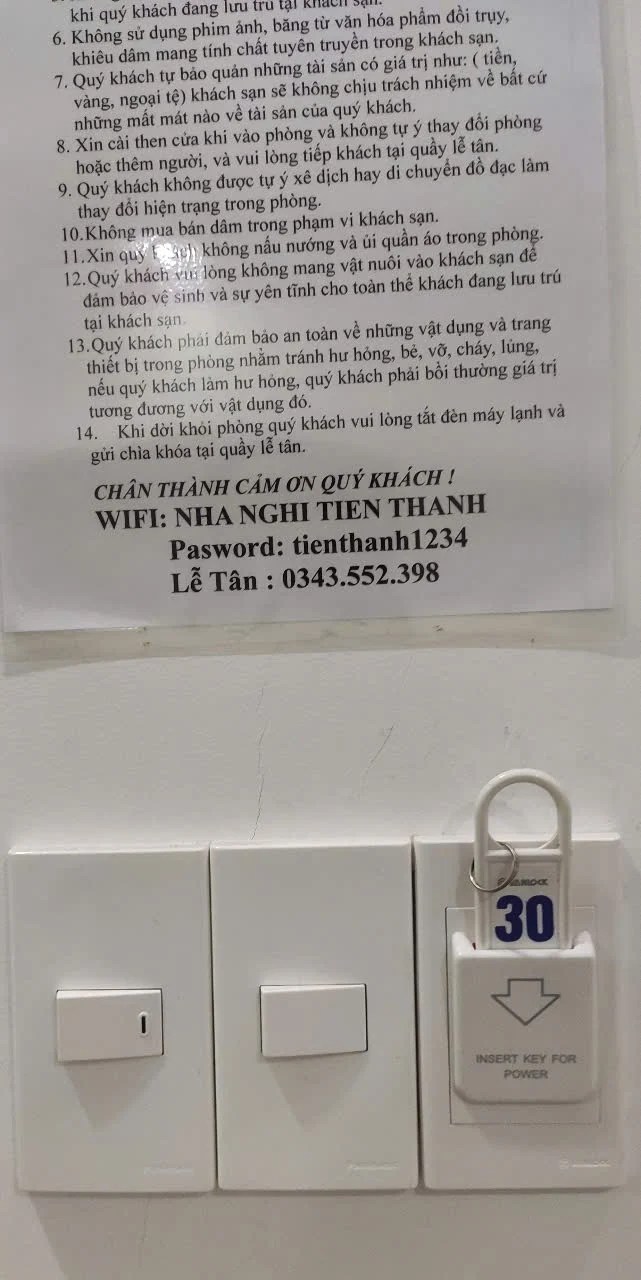 khi quý khách đang lưu trú tại khách sạn.
6. Không sử dụng phim ảnh, băng từ văn hóa phẩm đồi trụy,
khiêu dâm mang tính chất tuyên truyền trong khách sạn.
7. Quý khách tự bảo quản những tài sản có giá trị như: ( tiền,
vàng, ngoại tệ) khách sạn sẽ không chịu trách nhiệm về bất cứ
những mất mát nào về tài sản của quý khách.
8. Xin cài then cửa khi vào phòng và không tự ý thay đổi phòng
hoặc thêm người, và vui lòng tiếp khách tại quầy lễ tân.
9. Quý khách không được tự ý xê dịch hay di chuyển đồ đạc làm
thay đổi hiện trạng trong phòng.
10.Không mua bán dâm trong phạm vi khách sạn.
11.Xin quý khách không nấu nướng và ủi quần áo trong phòng.
12.Quý khách vui lòng không mang vật nuôi vào khách sạn để
đảm bảo vệ sinh và sự yên tĩnh cho toàn thể khách đang lưu trú
tại khách sạn.
13.Quý khách phải đảm bảo an toàn về những vật dụng và trang
thiết bị trong phòng nhằm tránh hư hỏng, bẻ, vỡ, cháy, lủng,
nếu quý khách làm hư hỏng, quý khách phải bồi thường giá trị
tương đương với vật dụng đó.
14. Khi dời khỏi phòng quý khách vui lòng tắt đèn máy lạnh và
gửi chìa khóa tại quầy lễ tân.
CHÂN THÀNH CẢM ƠN QUÝ KHÁCH !
WIFI: NHA NGHI TIEN THANH
Pasword: tienthanh1234
Lễ Tân : 0343.552.398
30
INSERT KEY FOR
POWER